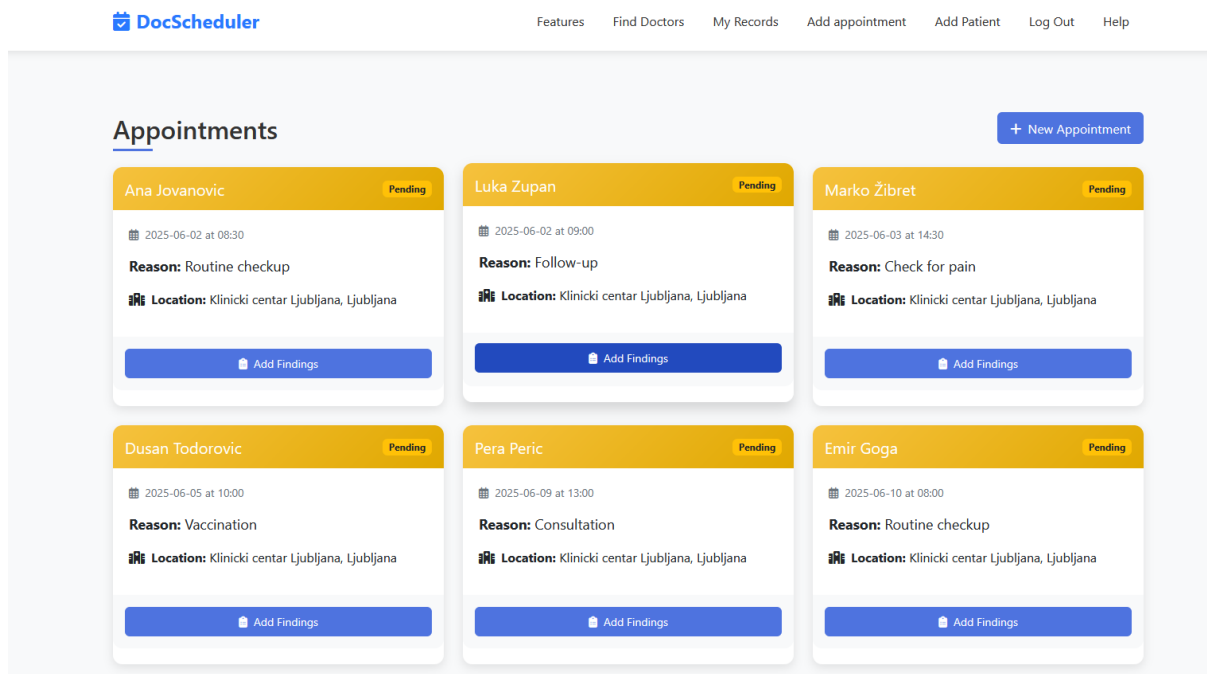 DocScheduler Features Find Doctors My Records Add appointment Add Patient Log Out Help
Appointments
+ New Appointment
Ana Jovanovic Pending
2025-06-02 at 08:30
Reason: Routine checkup
Location: Klinicki centar Ljubljana, Ljubljana
Add Findings
Luka Zupan Pending
2025-06-02 at 09:00
Reason: Follow-up
Location: Klinicki centar Ljubljana, Ljubljana
Add Findings
Marko Žibret Pending
2025-06-03 at 14:30
Reason: Check for pain
Location: Klinicki centar Ljubljana, Ljubljana
Add Findings
Dusan Todorovic Pending
2025-06-05 at 10:00
Reason: Vaccination
Location: Klinicki centar Ljubljana, Ljubljana
Add Findings
Pera Peric Pending
2025-06-09 at 13:00
Reason: Consultation
Location: Klinicki centar Ljubljana, Ljubljana
Add Findings
Emir Goga Pending
2025-06-10 at 08:00
Reason: Routine checkup
Location: Klinicki centar Ljubljana, Ljubljana
Add Findings